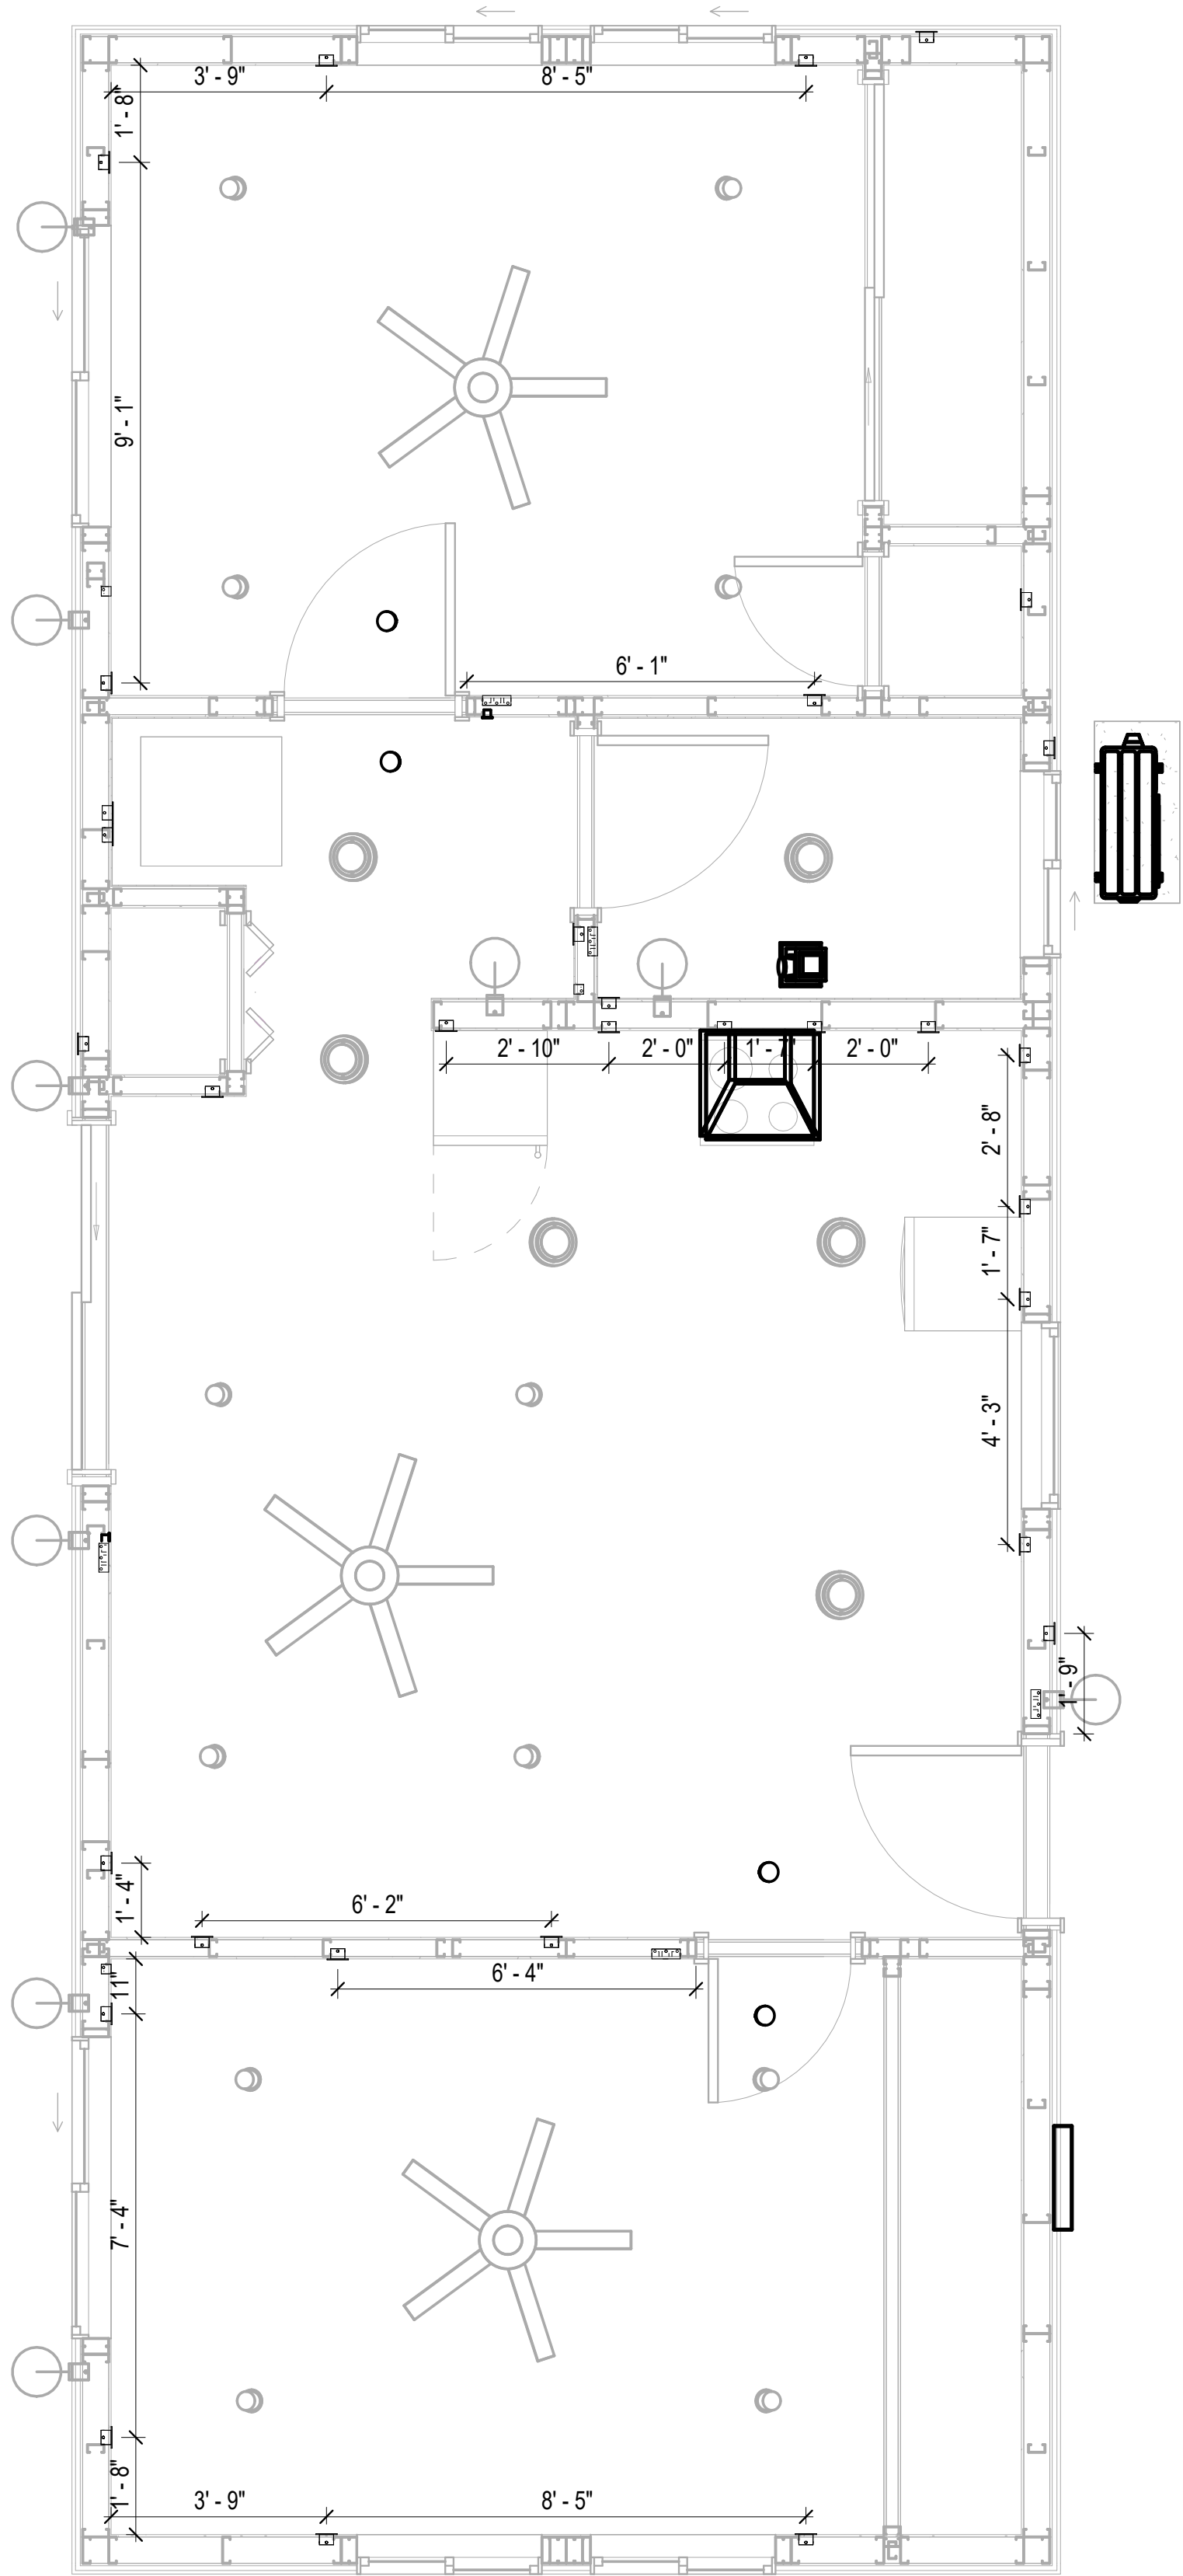 3' - 9"
8' - 5"
1' - 8"
9' - 1"
6' - 1"
2' - 10"
2' - 0"
1' - 7"
2' - 0"
2' - 8"
1' - 7"
4' - 3"
1' - 9"
1' - 4"
6' - 2"
6' - 4"
11"
7' - 4"
1' - 8"
3' - 9"
8' - 5"